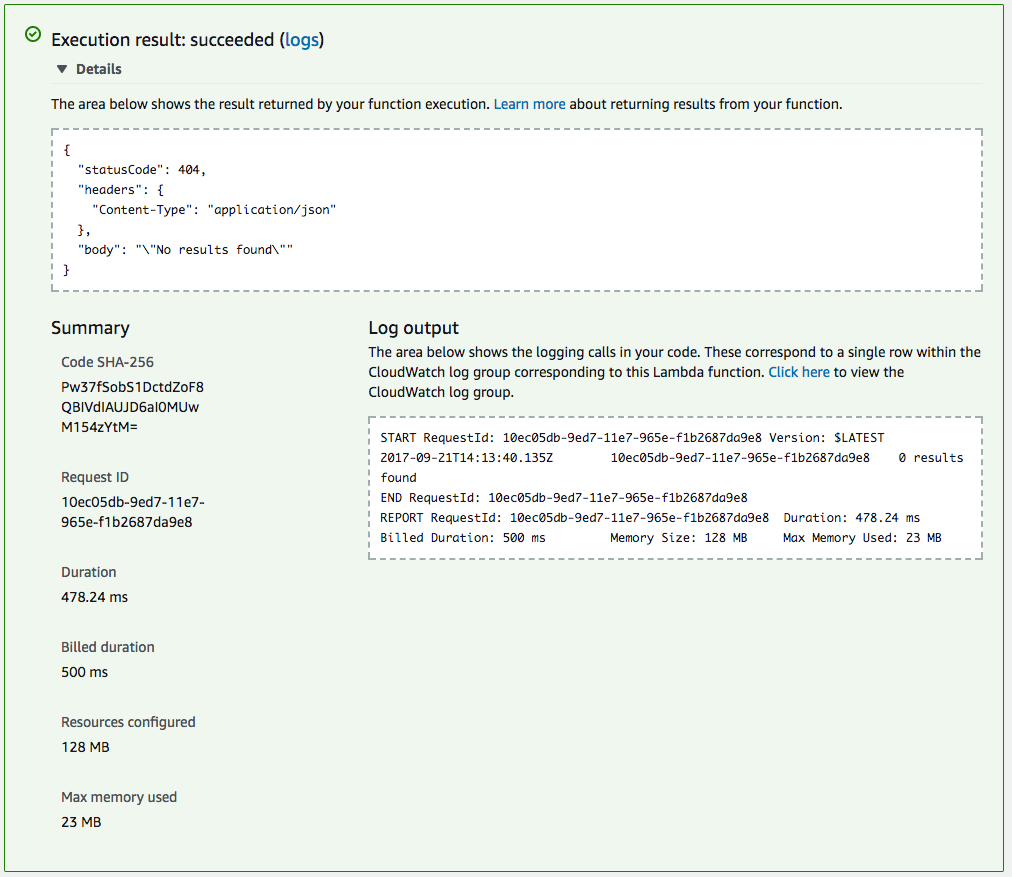 Execution result: succeeded (logs)
▼ Details
The area below shows the result returned by your function execution. Learn more about returning results from your function.
{
  "statusCode": 404,
  "headers": {
    "Content-Type": "application/json"
  },
  "body": "\"No results found\""
}
Summary
Code SHA-256
Pw37fSobS1DctdZoF8
QBIVdIAUJD6aI0MUw
M154zYtM=
Request ID
10ec05db-9ed7-11e7-
965e-f1b2687da9e8
Duration
478.24 ms
Billed duration
500 ms
Resources configured
128 MB
Max memory used
23 MB
Log output
The area below shows the logging calls in your code. These correspond to a single row within the
CloudWatch log group corresponding to this Lambda function. Click here to view the
CloudWatch log group.
START RequestId: 10ec05db-9ed7-11e7-965e-f1b2687da9e8 Version: $LATEST
2017-09-21T14:13:40.135Z	10ec05db-9ed7-11e7-965e-f1b2687da9e8	0 results
found
END RequestId: 10ec05db-9ed7-11e7-965e-f1b2687da9e8
REPORT RequestId: 10ec05db-9ed7-11e7-965e-f1b2687da9e8	Duration: 478.24 ms
Billed Duration: 500 ms	Memory Size: 128 MB	Max Memory Used: 23 MB